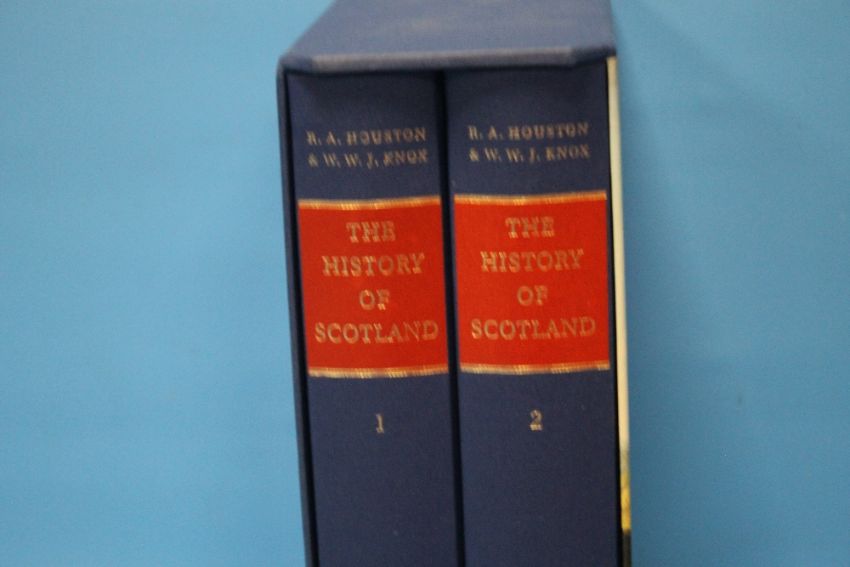 R. A. HOUSTON
& W. W. J. KNOX
THE
HISTORY
OF
SCOTLAND
1
R. A. HOUSTON
& W. W. J. KNOX
THE
HISTORY
OF
SCOTLAND
2